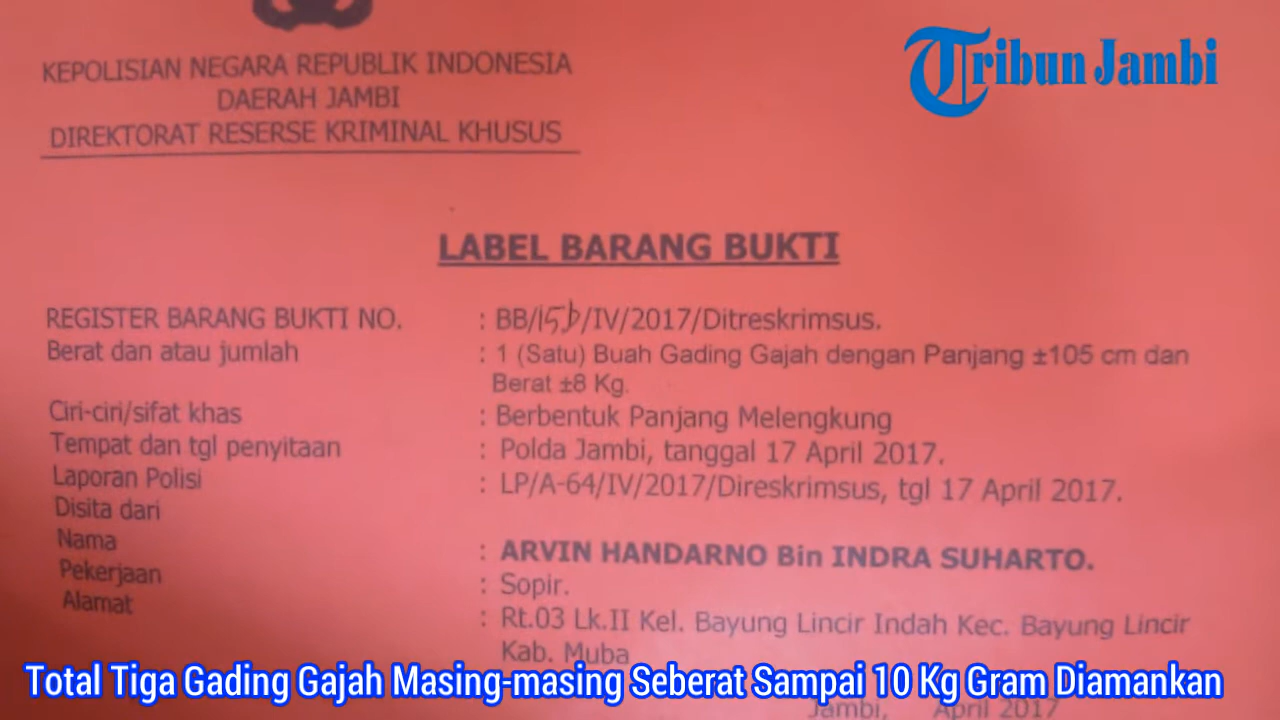 KEPOLISIAN NEGARA REPUBLIK INDONESIA
DAERAH JAMBI
DIREKTORAT RESERSE KRIMINAL KHUSUS
Tribun Jambi
LABEL BARANG BUKTI
REGISTER BARANG BUKTI NO. : BB/15b/IV/2017/Ditreskrimsus.
Berat dan atau jumlah : 1 (Satu) Buah Gading Gajah dengan Panjang ±105 cm dan
Berat ±8 Kg.
Ciri-ciri/sifat khas : Berbentuk Panjang Melengkung
Tempat dan tgl penyitaan : Polda Jambi, tanggal 17 April 2017.
Laporan Polisi : LP/A-64/IV/2017/Direskrimsus, tgl 17 April 2017.
Disita dari
Nama : ARVIN HANDARNO Bin INDRA SUHARTO.
Pekerjaan : Sopir.
Alamat : Rt.03 Lk.II Kel. Bayung Lincir Indah Kec. Bayung Lincir
Kab. Muba
Total Tiga Gading Gajah Masing-masing Seberat Sampai 10 Kg Gram Diamankan
Jambi, April 2017